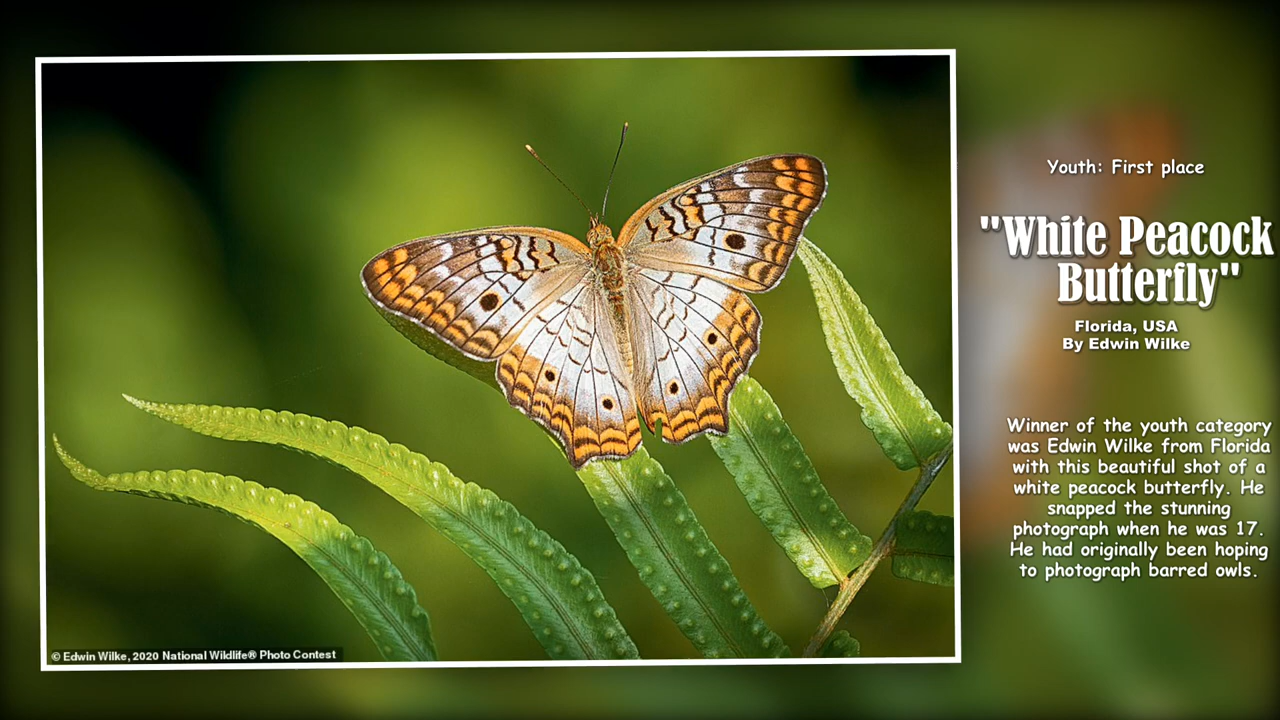 Youth: First place
"White Peacock
Butterfly"
Florida, USA
By Edwin Wilke
Winner of the youth category
was Edwin Wilke from Florida
with this beautiful shot of a
white peacock butterfly. He
snapped the stunning
photograph when he was 17.
He had originally been hoping
to photograph barred owls.
© Edwin Wilke, 2020 National Wildlife® Photo Contest